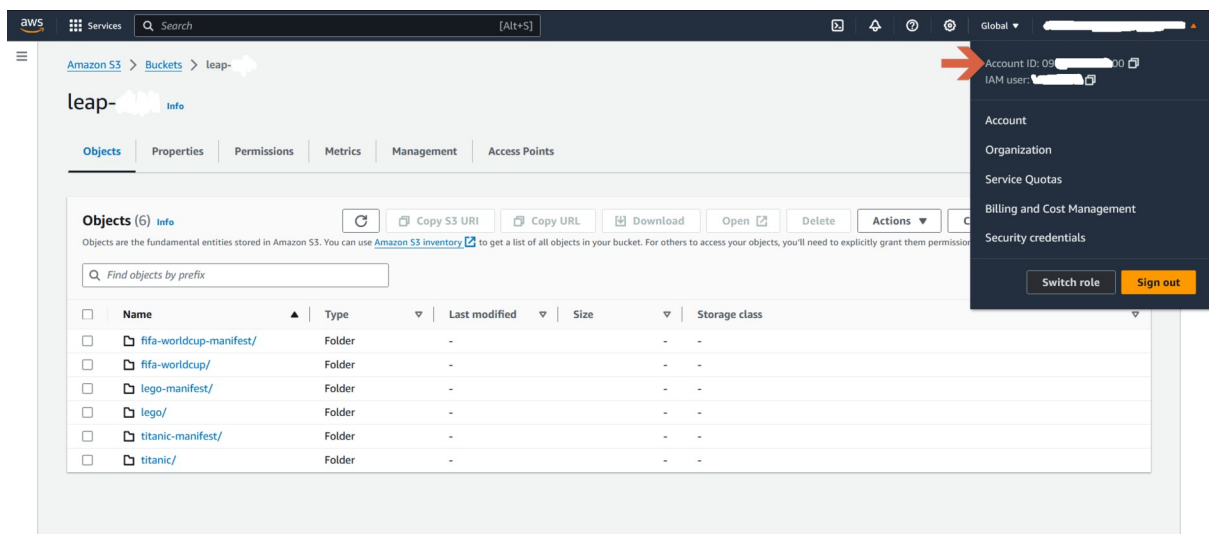 aws
Services
Search [Alt+S]
Global ▼
Account ID: 09 00
IAM user:
Account
Organization
Service Quotas
Billing and Cost Management
Security credentials
Switch role
Sign out
Amazon S3 > Buckets > leap-
leap- Info
Objects Properties Permissions Metrics Management Access Points
Objects (6) Info
Copy S3 URI Copy URL Download Open Delete Actions ▼ C
Objects are the fundamental entities stored in Amazon S3. You can use Amazon S3 inventory to get a list of all objects in your bucket. For others to access your objects, you'll need to explicitly grant them permission
Find objects by prefix
Name Type Last modified Size Storage class
fifa-worldcup-manifest/ Folder - - -
fifa-worldcup/ Folder - - -
lego-manifest/ Folder - - -
lego/ Folder - - -
titanic-manifest/ Folder - - -
titanic/ Folder - - -